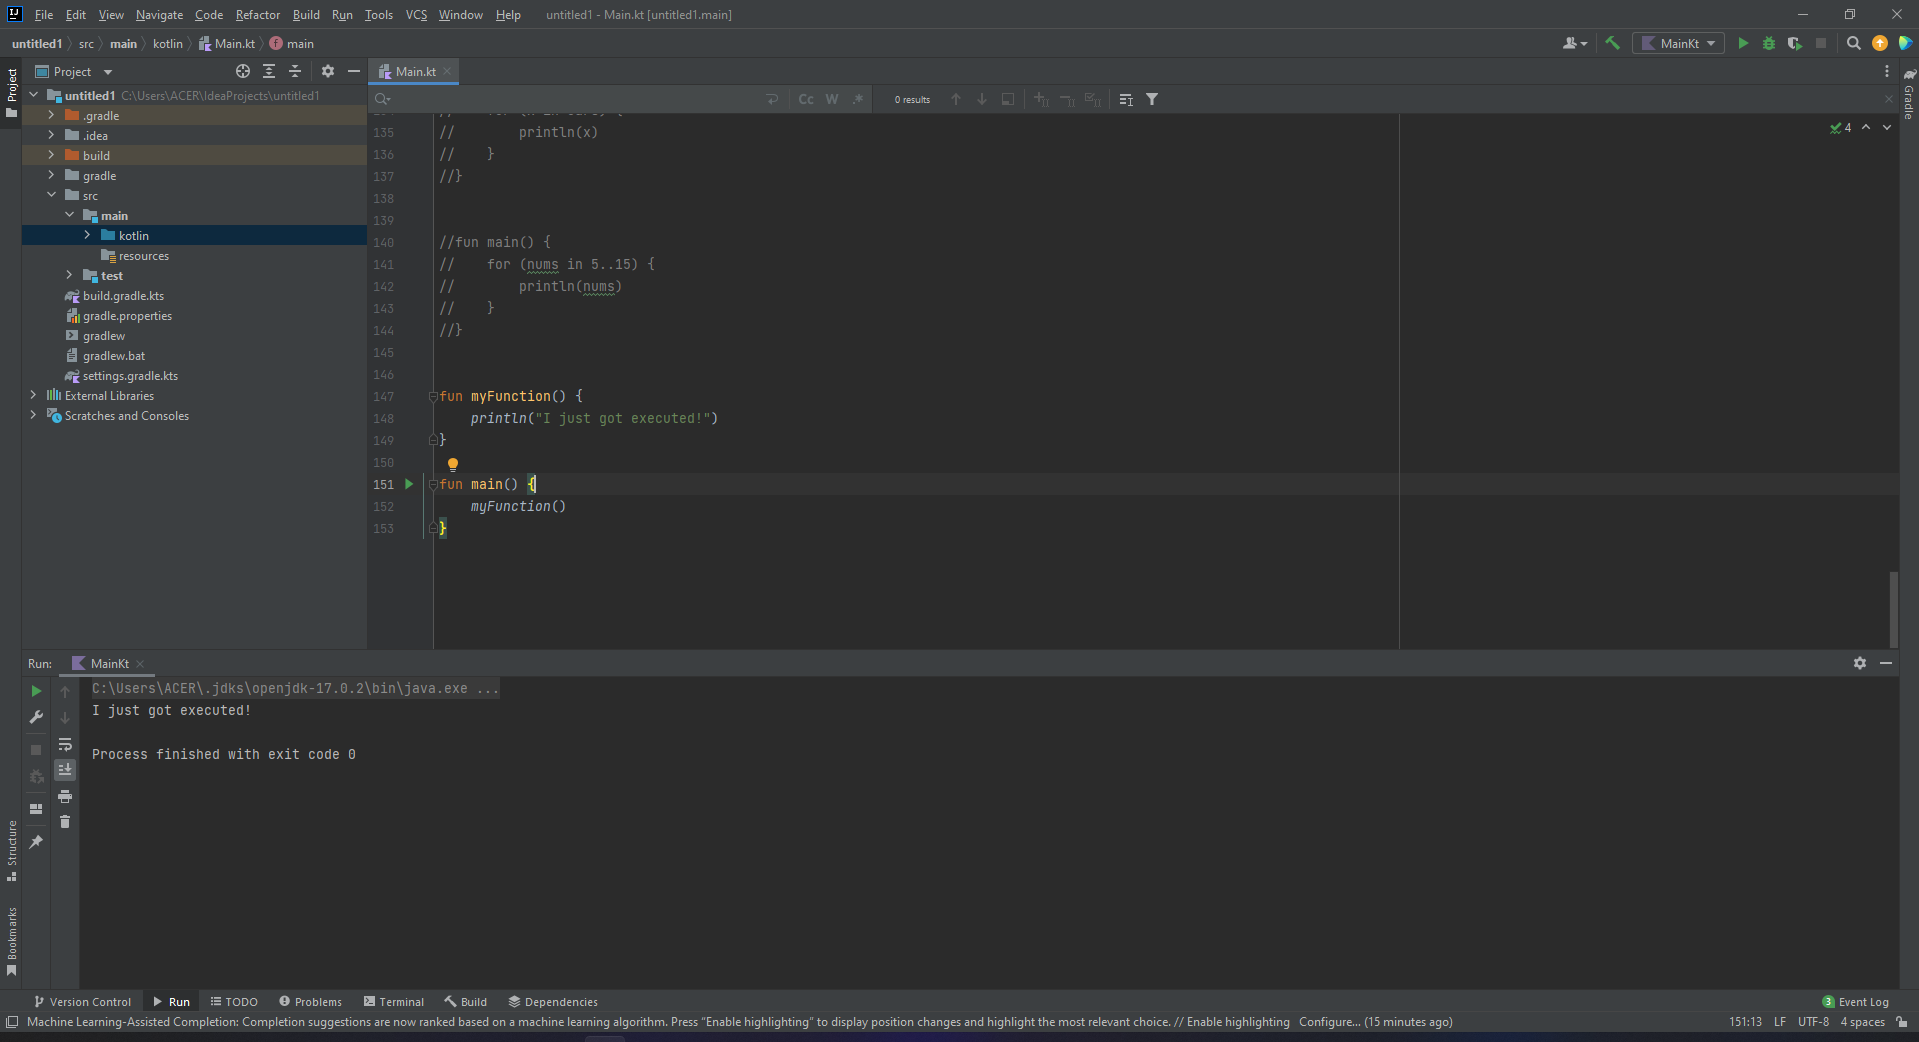 File Edit View Navigate Code Refactor Build Run Tools VCS Window Help untitled1 - Main.kt [untitled1.main]
untitled1 src main kotlin Main.kt main
MainKt
Project
Project
Main.kt
Gradle
untitled1 C:\Users\ACER\IdeaProjects\untitled1
.gradle
.idea
build
gradle
src
main
kotlin
resources
test
build.gradle.kts
gradle.properties
gradlew
gradlew.bat
settings.gradle.kts
External Libraries
Scratches and Consoles
Cc W .* 0 results
4
135 // println(x)
136 // }
137 //}
138
139
140 //fun main() {
141 // for (nums in 5..15) {
142 // println(nums)
143 // }
144 //}
145
146
147 fun myFunction() {
148 println("I just got executed!")
149 }
150
151 fun main() {
152 myFunction()
153 }
Run: MainKt
C:\Users\ACER\.jdks\openjdk-17.0.2\bin\java.exe ...
I just got executed!
Process finished with exit code 0
Structure
Bookmarks
Version Control Run TODO Problems Terminal Build Dependencies
3 Event Log
Machine Learning-Assisted Completion: Completion suggestions are now ranked based on a machine learning algorithm. Press "Enable highlighting" to display position changes and highlight the most relevant choice. // Enable highlighting Configure... (15 minutes ago)
151:13 LF UTF-8 4 spaces